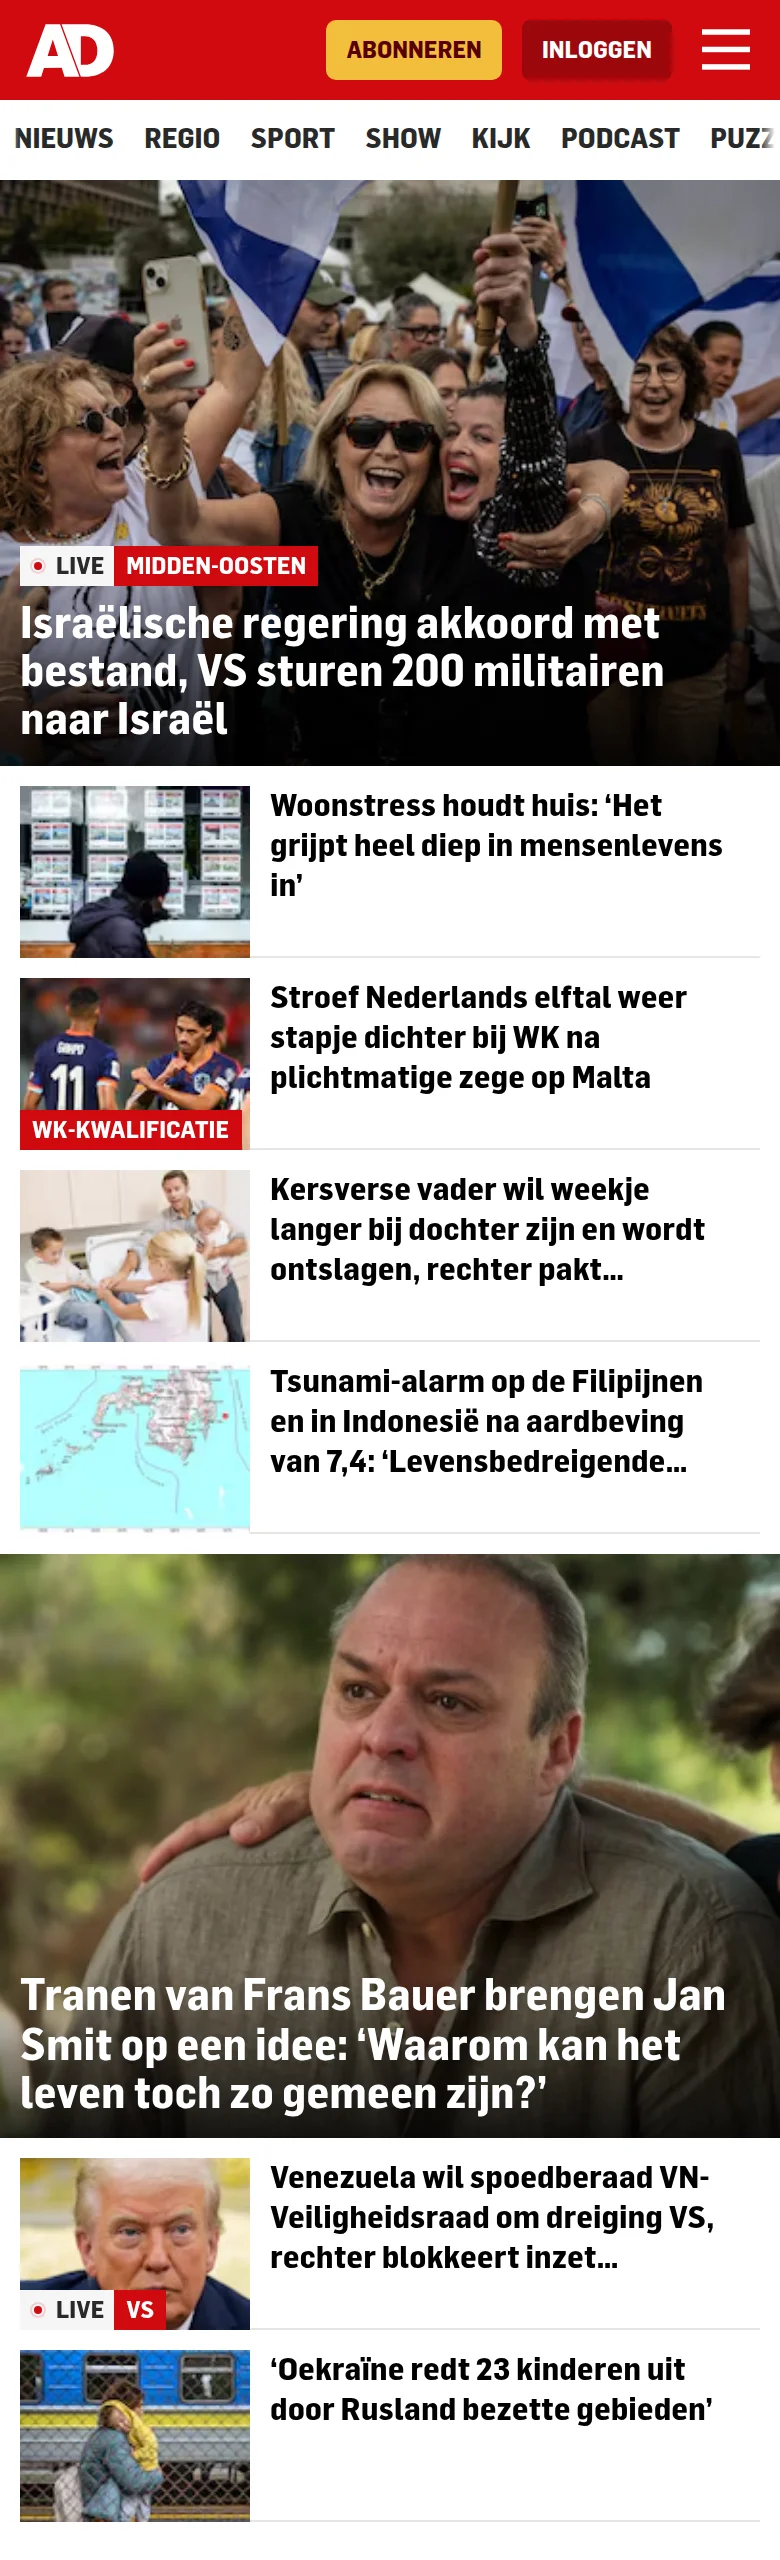 AD
ABONNEREN
INLOGGEN
NIEUWS REGIO SPORT SHOW KIJK PODCAST PUZZ
LIVE MIDDEN-OOSTEN
Israëlische regering akkoord met
bestand, VS sturen 200 militairen
naar Israël
Woonstress houdt huis: ‘Het
grijpt heel diep in mensenlevens
in’
GAKPO
11
WK-KWALIFICATIE
Stroef Nederlands elftal weer
stapje dichter bij WK na
plichtmatige zege op Malta
Kersverse vader wil weekje
langer bij dochter zijn en wordt
ontslagen, rechter pakt...
Tsunami-alarm op de Filipijnen
en in Indonesië na aardbeving
van 7,4: ‘Levensbedreigende...
Tranen van Frans Bauer brengen Jan
Smit op een idee: ‘Waarom kan het
leven toch zo gemeen zijn?’
LIVE VS
Venezuela wil spoedberaad VN-
Veiligheidsraad om dreiging VS,
rechter blokkeert inzet...
‘Oekraïne redt 23 kinderen uit
door Rusland bezette gebieden’